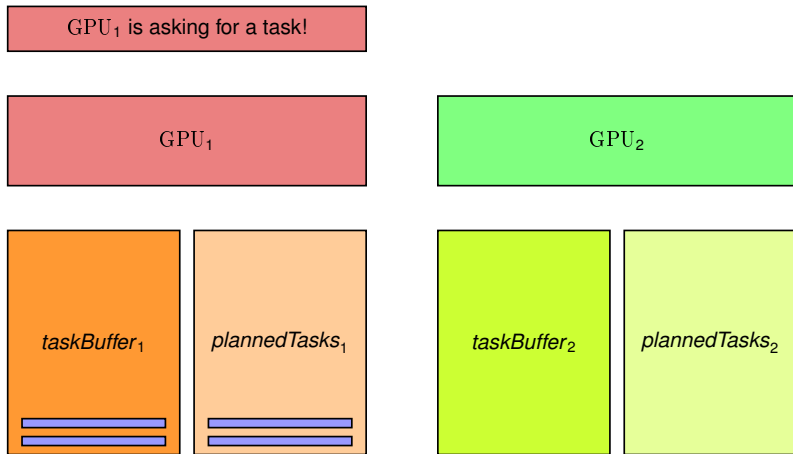 GPU₁ is asking for a task!
GPU₁
GPU₂
taskBuffer₁
plannedTasks₁
taskBuffer₂
plannedTasks₂